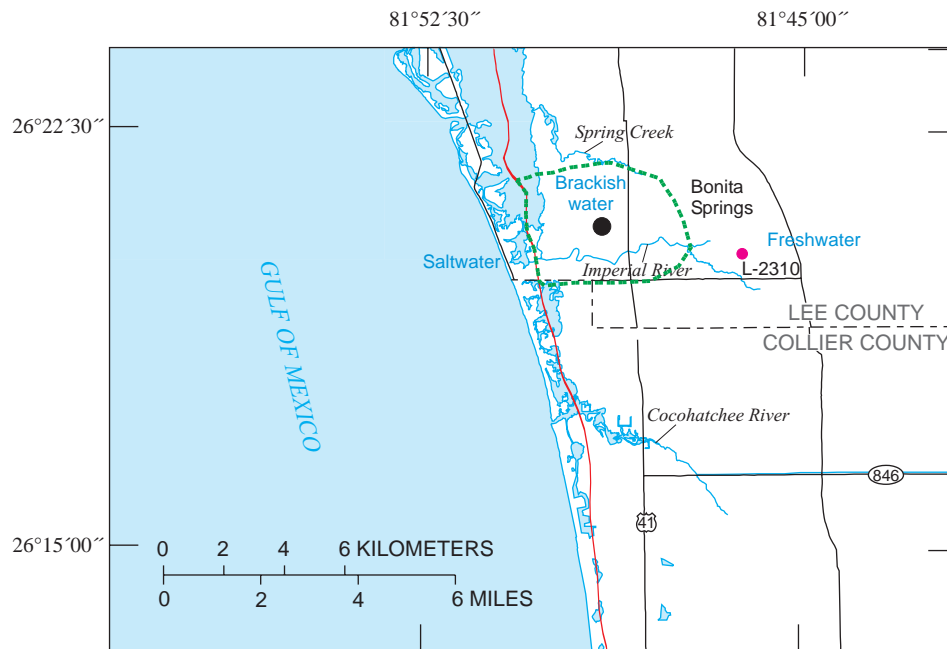 81°52´30˝
81°45´00˝
26°22´30˝
Spring Creek
Brackish
water
Bonita
Springs
Freshwater
Saltwater
Imperial River
L-2310
GULF OF MEXICO
LEE COUNTY
COLLIER COUNTY
Cocohatchee River
846
41
26°15´00˝
0 2 4 6 KILOMETERS
0 2 4 6 MILES